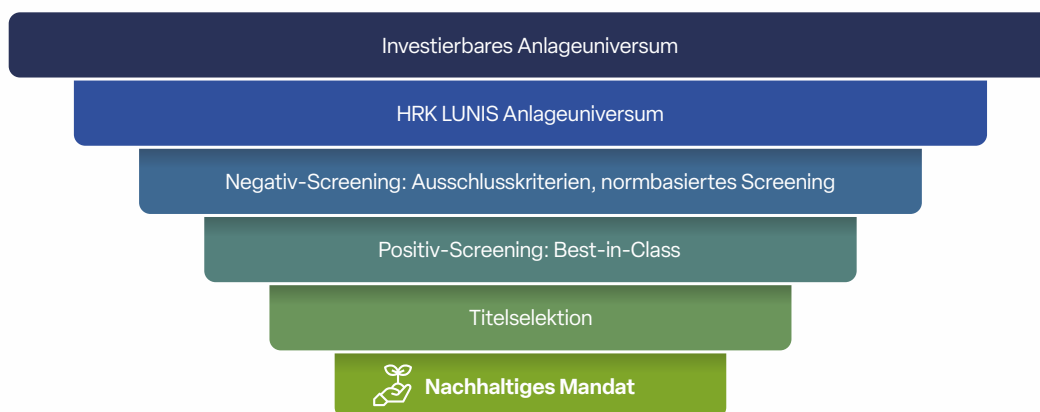 Investierbares Anlageuniversum
HRK LUNIS Anlageuniversum
Negativ-Screening: Ausschlusskriterien, normbasiertes Screening
Positiv-Screening: Best-in-Class
Titelselektion
Nachhaltiges Mandat